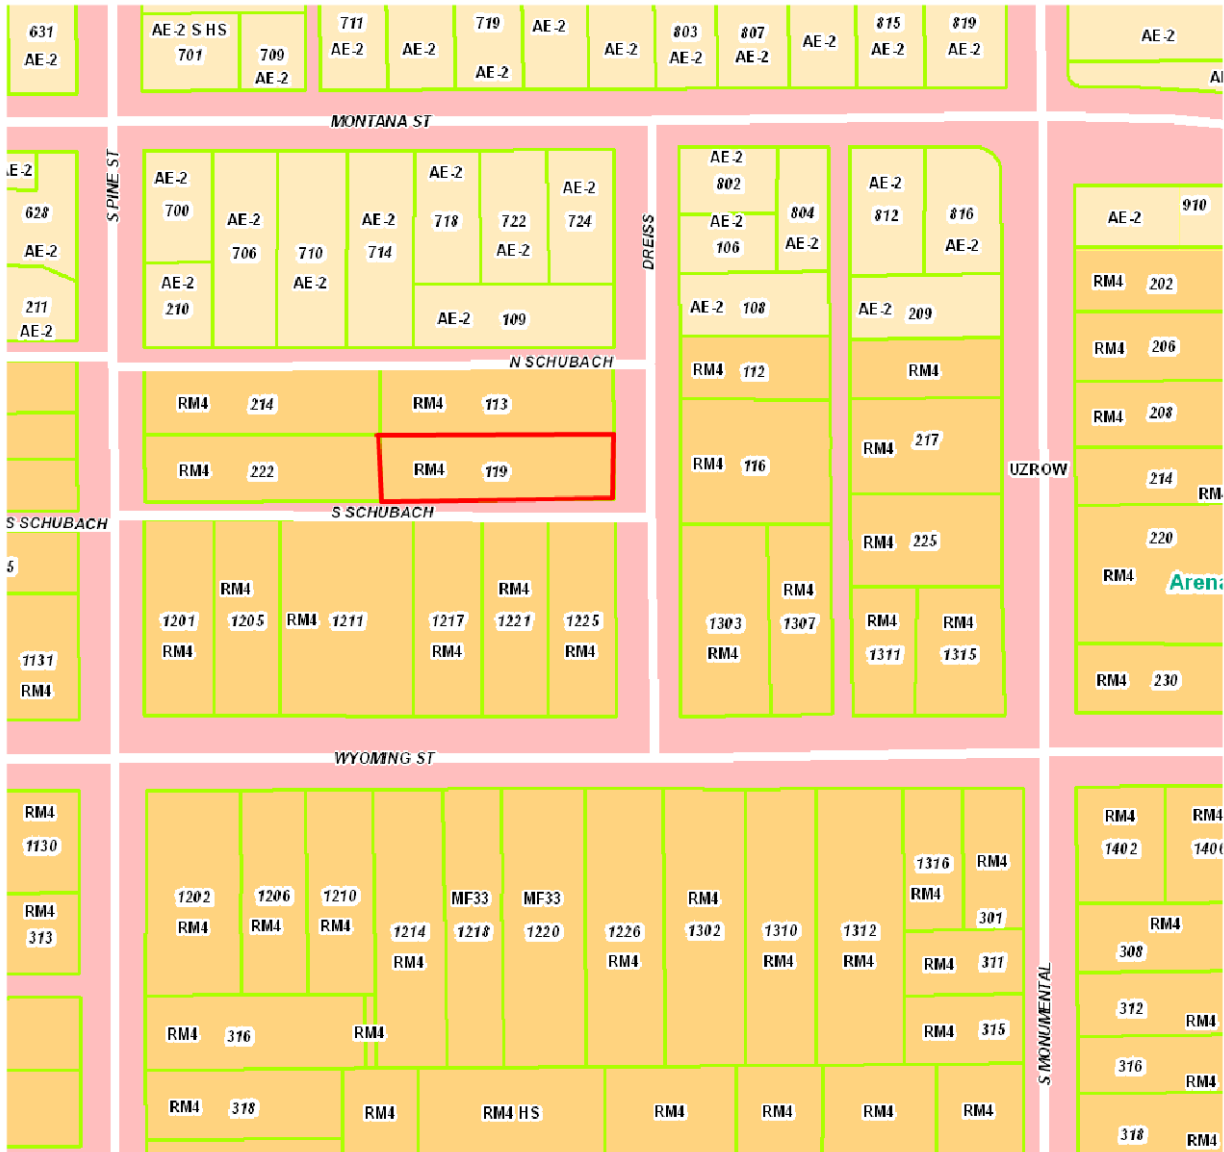 631
AE-2
AE-2 S HS
701
709
AE-2
711
AE-2
AE-2
719
AE-2
AE-2
AE-2
803
AE-2
807
AE-2
AE-2
815
AE-2
819
AE-2
AE-2
MONTANA ST
S PINE ST
628
AE-2
211
AE-2
AE-2
700
AE-2
210
AE-2
706
710
AE-2
AE-2
714
AE-2
718
722
AE-2
AE-2
724
AE-2 109
DREISS
AE-2
802
AE-2
106
804
AE-2
AE-2 108
AE-2
812
816
AE-2
AE-2 209
AE-2 910
RM4 202
RM4 206
RM4 208
214
220
RM4
Arena
RM4 230
N SCHUBACH
RM4 214
RM4 113
RM4 222
RM4 119
S SCHUBACH
S SCHUBACH
RM4 112
RM4 116
RM4
RM4 217
RM4 225
UZROW
5
1131
RM4
1201
RM4
RM4
1205
RM4 1211
1217
RM4
RM4
1221
1225
RM4
1303
RM4
RM4
1307
RM4
1311
RM4
1315
WYOMING ST
RM4
1130
RM4
313
1202
RM4
1206
RM4
1210
RM4
1214
RM4
MF33
1218
MF33
1220
1226
RM4
RM4
1302
1310
RM4
1312
RM4
1316
RM4
RM4
301
RM4 311
RM4 315
RM4 316
RM4
RM4 318
RM4
RM4 HS
RM4
RM4
RM4
RM4
S MONUMENTAL
RM4
1402
RM4
RM4
308
312
RM4
316
RM4
318
RM4